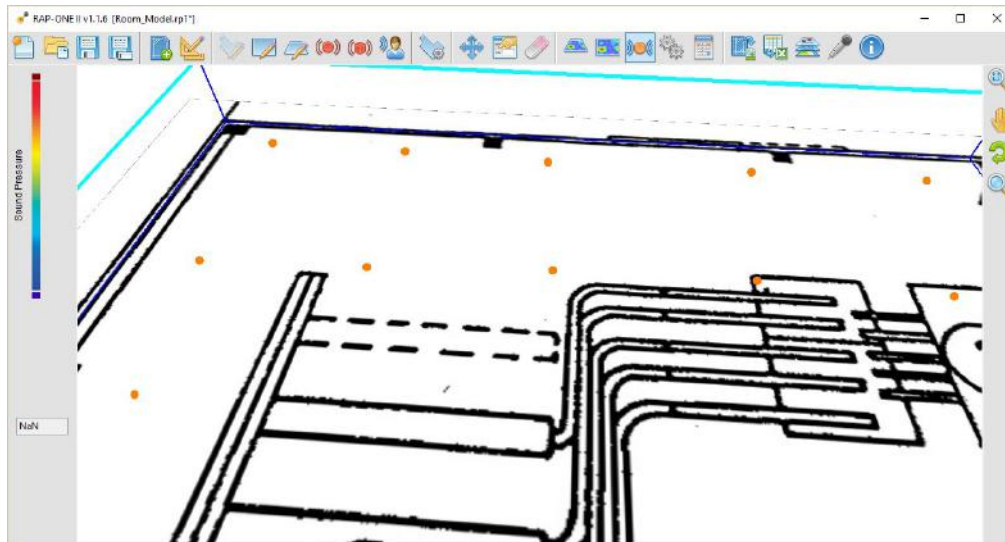 RAP-ONE II v1.1.6 [Room_Model.rp1*]
Sound Pressure
NaN